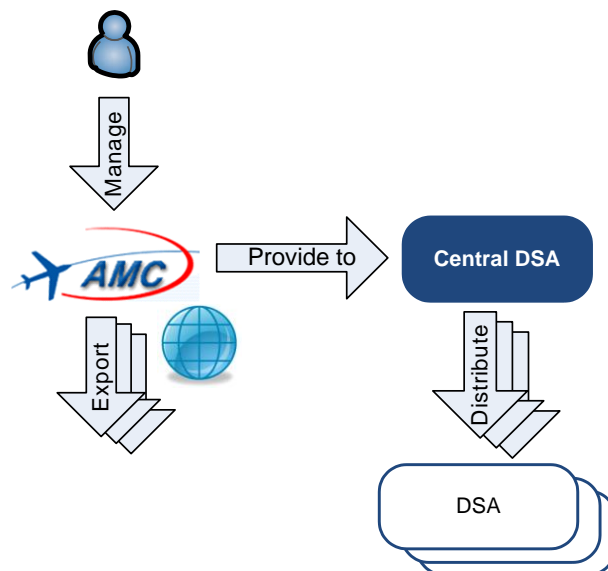 Manage
AMC
Provide to
Central DSA
Export
Distribute
DSA